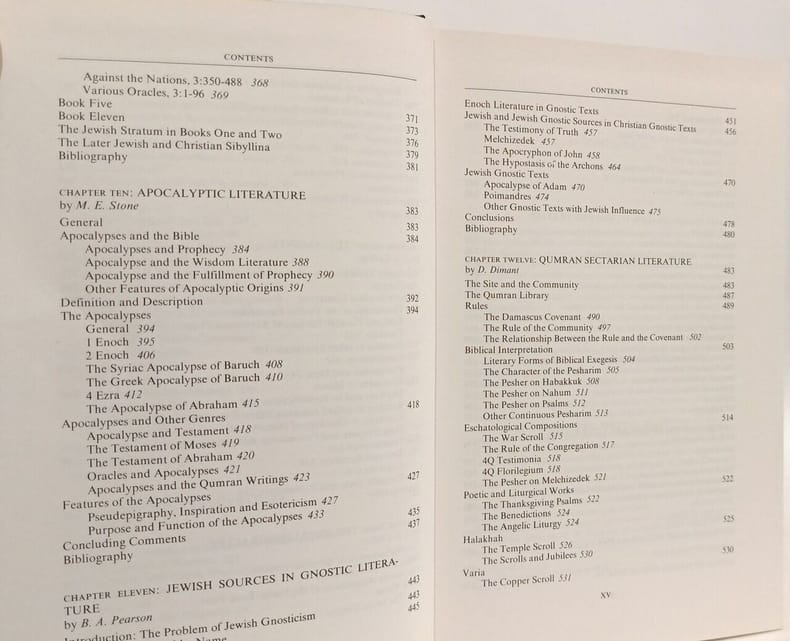 CONTENTS
Against the Nations, 3:350-488 368
Various Oracles, 3:1-96 369
Book Five 371
Book Eleven 373
The Jewish Stratum in Books One and Two 376
The Later Jewish and Christian Sibyllina 379
Bibliography 381
CHAPTER TEN: APOCALYPTIC LITERATURE
by M. E. Stone 383
General 383
Apocalypses and the Bible 384
Apocalypses and Prophecy 384
Apocalypse and the Wisdom Literature 388
Apocalypse and the Fulfillment of Prophecy 390
Other Features of Apocalyptic Origins 391
Definition and Description 392
The Apocalypses 394
General 394
1 Enoch 395
2 Enoch 406
The Syriac Apocalypse of Baruch 408
The Greek Apocalypse of Baruch 410
4 Ezra 412
The Apocalypse of Abraham 415
Apocalypses and Other Genres 418
Apocalypse and Testament 418
The Testament of Moses 419
The Testament of Abraham 420
Oracles and Apocalypses 421
Apocalypses and the Qumran Writings 423
Features of the Apocalypses 427
Pseudepigraphy, Inspiration and Esotericism 427
Purpose and Function of the Apocalypses 433
Concluding Comments 435
Bibliography 437
CHAPTER ELEVEN: JEWISH SOURCES IN GNOSTIC LITERA-
TURE
by B. A. Pearson 443
Introduction: The Problem of Jewish Gnosticism 443
Name 445
CONTENTS
Enoch Literature in Gnostic Texts 451
Jewish and Jewish Gnostic Sources in Christian Gnostic Texts 456
The Testimony of Truth 457
Melchizedek 457
The Apocryphon of John 458
The Hypostasis of the Archons 464
Jewish Gnostic Texts 470
Apocalypse of Adam 470
Poimandres 474
Other Gnostic Texts with Jewish Influence 475
Conclusions 478
Bibliography 480
CHAPTER TWELVE: QUMRAN SECTARIAN LITERATURE
by D. Dimant 483
The Site and the Community 483
The Qumran Library 487
Rules 489
The Damascus Covenant 490
The Rule of the Community 497
The Relationship Between the Rule and the Covenant 502
Biblical Interpretation 503
Literary Forms of Biblical Exegesis 504
The Character of the Pesharim 505
The Pesher on Habakkuk 508
The Pesher on Nahum 511
The Pesher on Psalms 512
Other Continuous Pesharim 513
Eschatological Compositions 514
The War Scroll 515
The Rule of the Congregation 517
4Q Testimonia 518
4Q Florilegium 518
The Pesher on Melchizedek 521
Poetic and Liturgical Works 522
The Thanksgiving Psalms 522
The Benedictions 524
The Angelic Liturgy 524
Halakhah 525
The Temple Scroll 526
The Scrolls and Jubilees 530
Varia 530
The Copper Scroll 531
XV